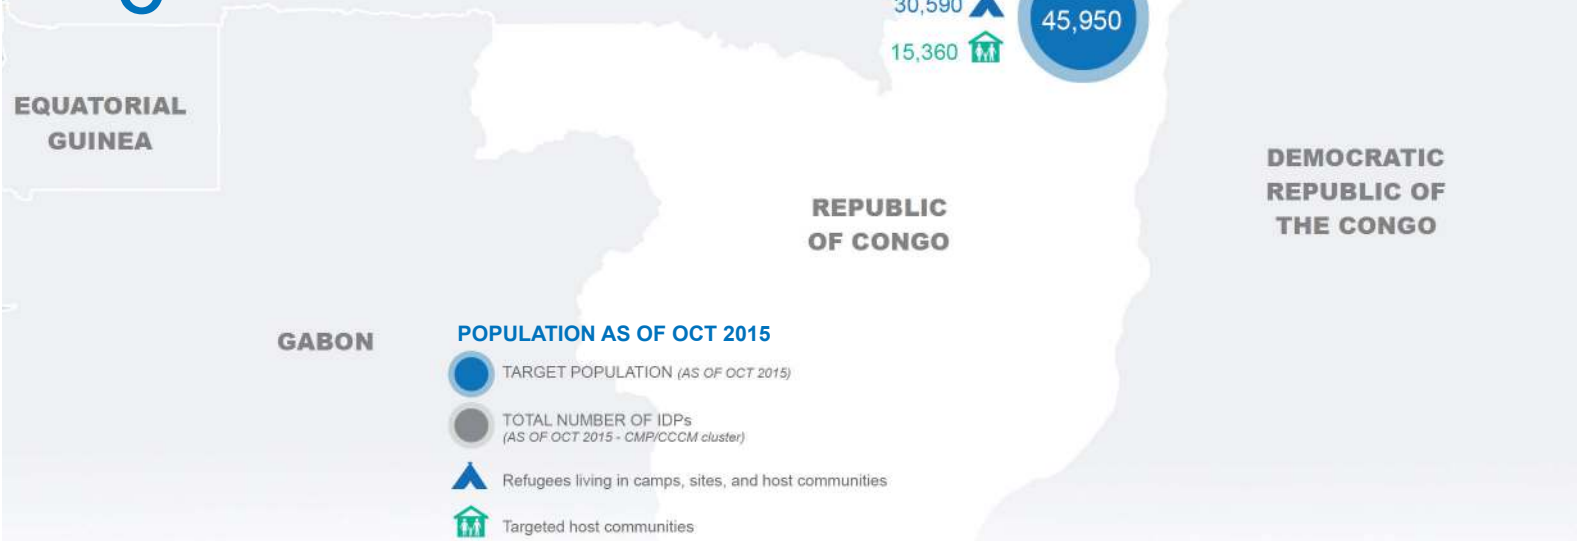 30,590
45,950
15,360
EQUATORIAL
GUINEA
DEMOCRATIC
REPUBLIC OF
THE CONGO
REPUBLIC
OF CONGO
GABON
POPULATION AS OF OCT 2015
TARGET POPULATION (AS OF OCT 2015)
TOTAL NUMBER OF IDPs
(AS OF OCT 2015 - CMP/CCCM cluster)
Refugees living in camps, sites, and host communities
Targeted host communities